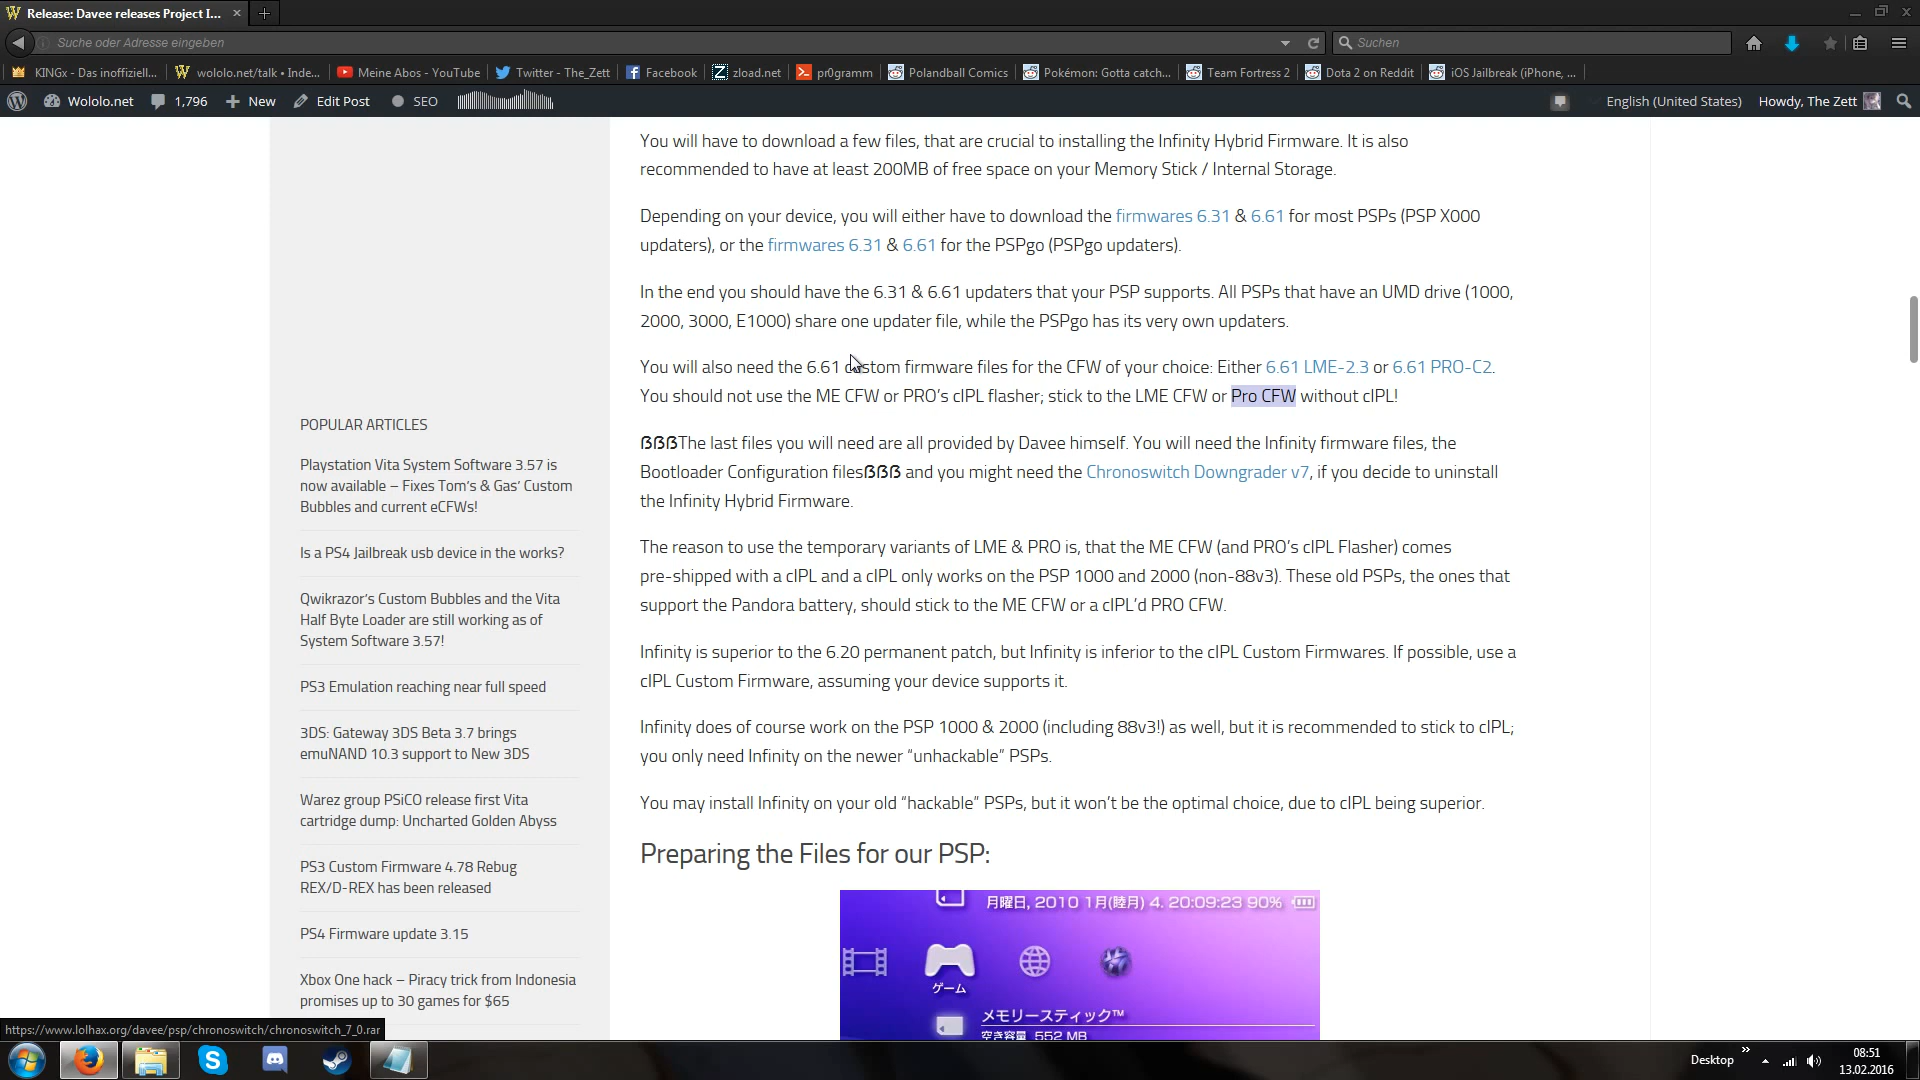 Release: Davee releases Project I...
Suche oder Adresse eingeben
Suchen
KINGx - Das inoffiziell...
wololo.net/talk • Inde...
Meine Abos - YouTube
Twitter - The_Zett
Facebook
zload.net
pr0gramm
Polandball Comics
Pokémon: Gotta catch...
Team Fortress 2
Dota 2 on Reddit
iOS Jailbreak (iPhone, ...
Wololo.net
1,796
New
Edit Post
SEO
English (United States)
Howdy, The Zett
You will have to download a few files, that are crucial to installing the Infinity Hybrid Firmware. It is also
recommended to have at least 200MB of free space on your Memory Stick / Internal Storage.
Depending on your device, you will either have to download the firmwares 6.31 & 6.61 for most PSPs (PSP X000
updaters), or the firmwares 6.31 & 6.61 for the PSPgo (PSPgo updaters).
In the end you should have the 6.31 & 6.61 updaters that your PSP supports. All PSPs that have an UMD drive (1000,
2000, 3000, E1000) share one updater file, while the PSPgo has its very own updaters.
You will also need the 6.61 custom firmware files for the CFW of your choice: Either 6.61 LME-2.3 or 6.61 PRO-C2.
You should not use the ME CFW or PRO's cIPL flasher; stick to the LME CFW or Pro CFW without cIPL!
ßßßThe last files you will need are all provided by Davee himself. You will need the Infinity firmware files, the
Bootloader Configuration filesßßß and you might need the Chronoswitch Downgrader v7, if you decide to uninstall
the Infinity Hybrid Firmware.
The reason to use the temporary variants of LME & PRO is, that the ME CFW (and PRO's cIPL Flasher) comes
pre-shipped with a cIPL and a cIPL only works on the PSP 1000 and 2000 (non-88v3). These old PSPs, the ones that
support the Pandora battery, should stick to the ME CFW or a cIPL'd PRO CFW.
Infinity is superior to the 6.20 permanent patch, but Infinity is inferior to the cIPL Custom Firmwares. If possible, use a
cIPL Custom Firmware, assuming your device supports it.
Infinity does of course work on the PSP 1000 & 2000 (including 88v3!) as well, but it is recommended to stick to cIPL;
you only need Infinity on the newer “unhackable” PSPs.
You may install Infinity on your old “hackable” PSPs, but it won't be the optimal choice, due to cIPL being superior.
Preparing the Files for our PSP:
月曜日, 2010 1月(睦月) 4. 20:09:23 90%
ゲーム
メモリースティック™
空き容量 552 MB
POPULAR ARTICLES
Playstation Vita System Software 3.57 is
now available – Fixes Tom's & Gas' Custom
Bubbles and current eCFWs!
Is a PS4 Jailbreak usb device in the works?
Qwikrazor's Custom Bubbles and the Vita
Half Byte Loader are still working as of
System Software 3.57!
PS3 Emulation reaching near full speed
3DS: Gateway 3DS Beta 3.7 brings
emuNAND 10.3 support to New 3DS
Warez group PSiCO release first Vita
cartridge dump: Uncharted Golden Abyss
PS3 Custom Firmware 4.78 Rebug
REX/D-REX has been released
PS4 Firmware update 3.15
Xbox One hack – Piracy trick from Indonesia
promises up to 30 games for $65
https://www.lolhax.org/davee/psp/chronoswitch/chronoswitch_7_0.rar
Desktop
08:51
13.02.2016